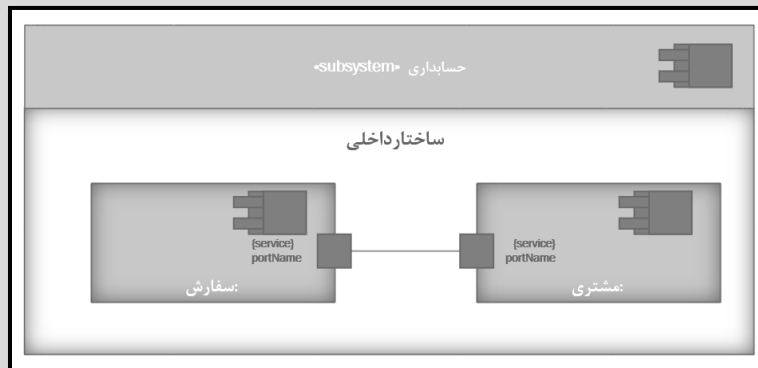 حسابداری «subsystem»
ساختارداخلی
{service}
portName
:سفارش
{service}
portName
:مشتری